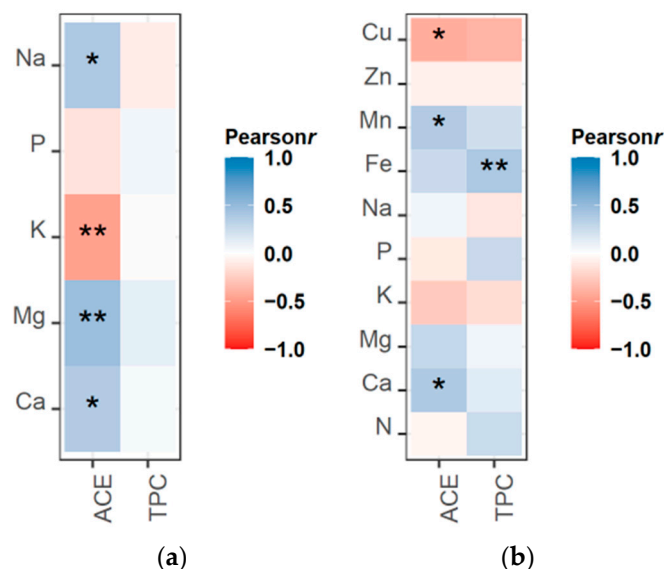 Na
P
K
Mg
Ca
*
**
**
*
ACE
TPC
Pearsonr
1.0
0.5
0.0
−0.5
−1.0
(a)
Cu
Zn
Mn
Fe
Na
P
K
Mg
Ca
N
*
*
**
*
ACE
TPC
Pearsonr
1.0
0.5
0.0
−0.5
−1.0
(b)